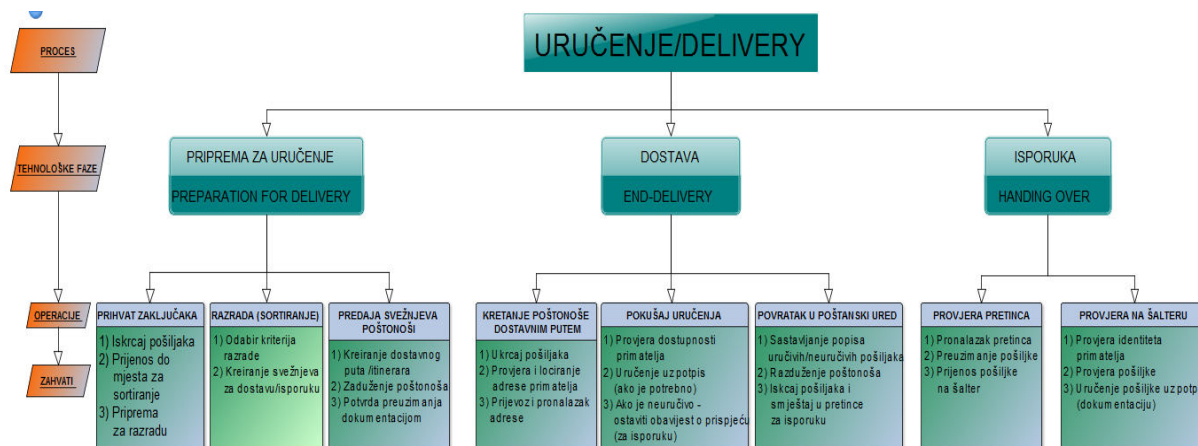 URUČENJE/DELIVERY
PROCES
TEHNOLOŠKE FAZE
OPERACIJE
ZAHVATI
PRIPREMA ZA URUČENJE
PREPARATION FOR DELIVERY
DOSTAVA
END-DELIVERY
ISPORUKA
HANDING OVER
PRIHVAT ZAKLJUČAKA
1) Iskrcaj pošiljaka
2) Prijenos do
mjesta za
sortiranje
3) Priprema
za razradu
RAZRADA (SORTIRANJE)
1) Odabir kriterija
razrade
2) Kreiranje svežnjeva
za dostavu/isporuku
PREDAJA SVEŽNJEVA
POŠTONOŠI
1) Kreiranje dostavnog
puta /itinerara
2) Zaduženje poštonoša
3) Potvrda preuzimanja
dokumentacijom
KRETANJE POŠTONOŠE
DOSTAVNIM PUTEM
1) Ukrcaj pošiljaka
2) Provjera i lociranje
adrese primatelja
3) Prijevoz i pronalazak
adrese
POKUŠAJ URUČENJA
1) Provjera dostupnosti
primatelja
2) Uručenje uz potpis
(ako je potrebno)
3) Ako je neuručivo -
ostaviti obavijest o prispjeću
(za isporuku)
POVRATAK U POŠTANSKI URED
1) Sastavljanje popisa
uručivih/neuručivih pošiljaka
2) Razduženje poštonoša
3) Iskcaj pošiljaka i
smještaj u pretince
za isporuku
PROVJERA PRETINCA
1) Pronalazak pretinca
2) Preuzimanje pošiljke
3) Prijenos pošiljke
na šalter
PROVJERA NA ŠALTERU
1) Provjera identiteta
primatelja
2) Provjera pošiljke
3) Uručenje pošiljke uz potp
(dokumentaciju)